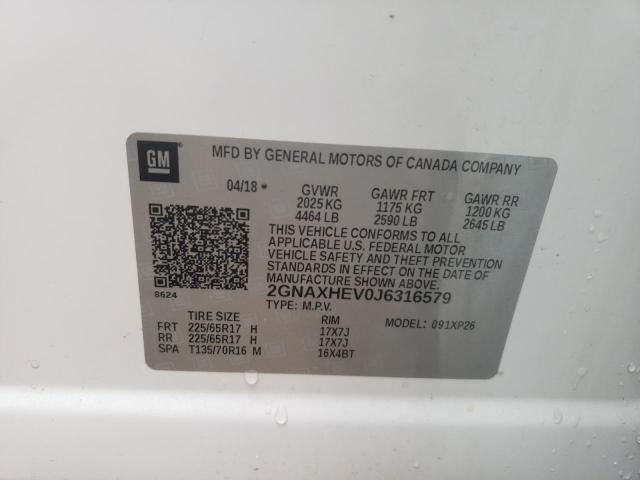 GM
MFD BY GENERAL MOTORS OF CANADA COMPANY
04/18 GVWR GAWR FRT GAWR RR
2025 KG 1175 KG 1200 KG
4464 LB 2590 LB 2645 LB
THIS VEHICLE CONFORMS TO ALL
APPLICABLE U.S. FEDERAL MOTOR
VEHICLE SAFETY AND THEFT PREVENTION
STANDARDS IN EFFECT ON THE DATE OF
MANUFACTURE SHOWN ABOVE.
8624 2GNAXHEV0J6316579
TYPE: M.P.V.
TIRE SIZE RIM MODEL: 091XP26
FRT 225/65R17 H 17X7J
RR 225/65R17 H 17X7J
SPA T135/70R16 M 16X4BT